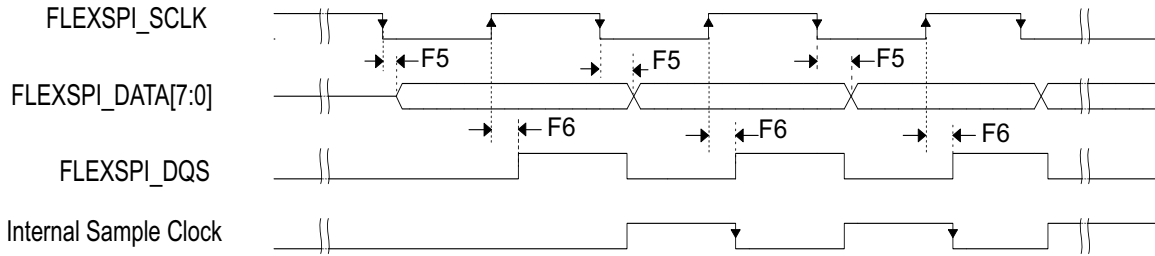 FLEXSPI_SCLK
F5
F5
F5
FLEXSPI_DATA[7:0]
F6
F6
F6
FLEXSPI_DQS
Internal Sample Clock